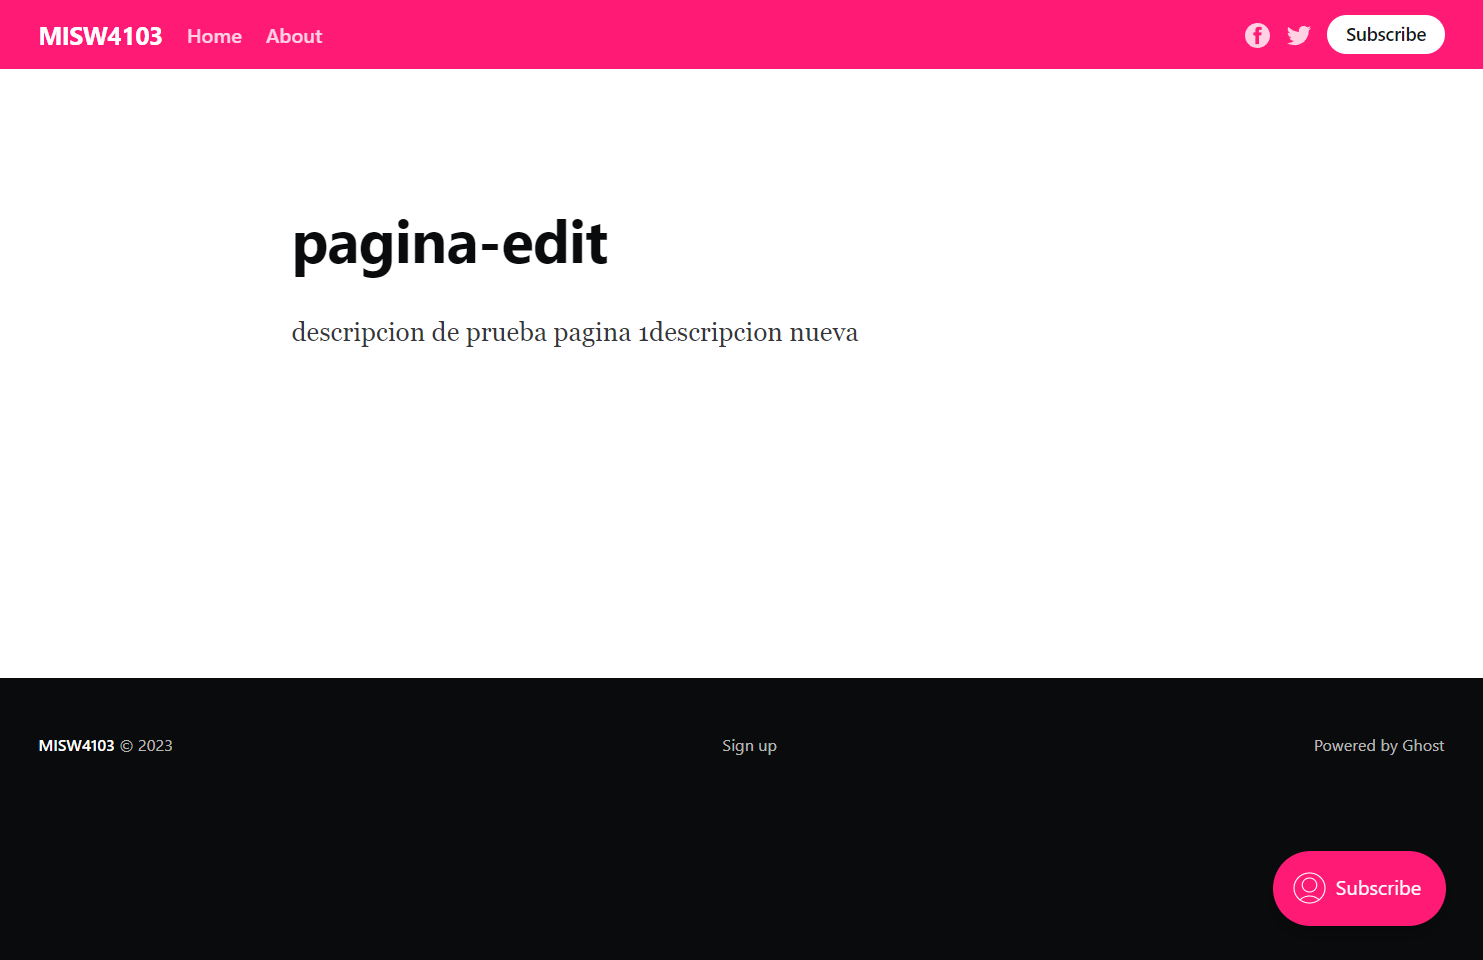 MISW4103 Home About Subscribe
pagina-edit
descripcion de prueba pagina 1descripcion nueva
MISW4103 © 2023 Sign up Powered by Ghost
Subscribe